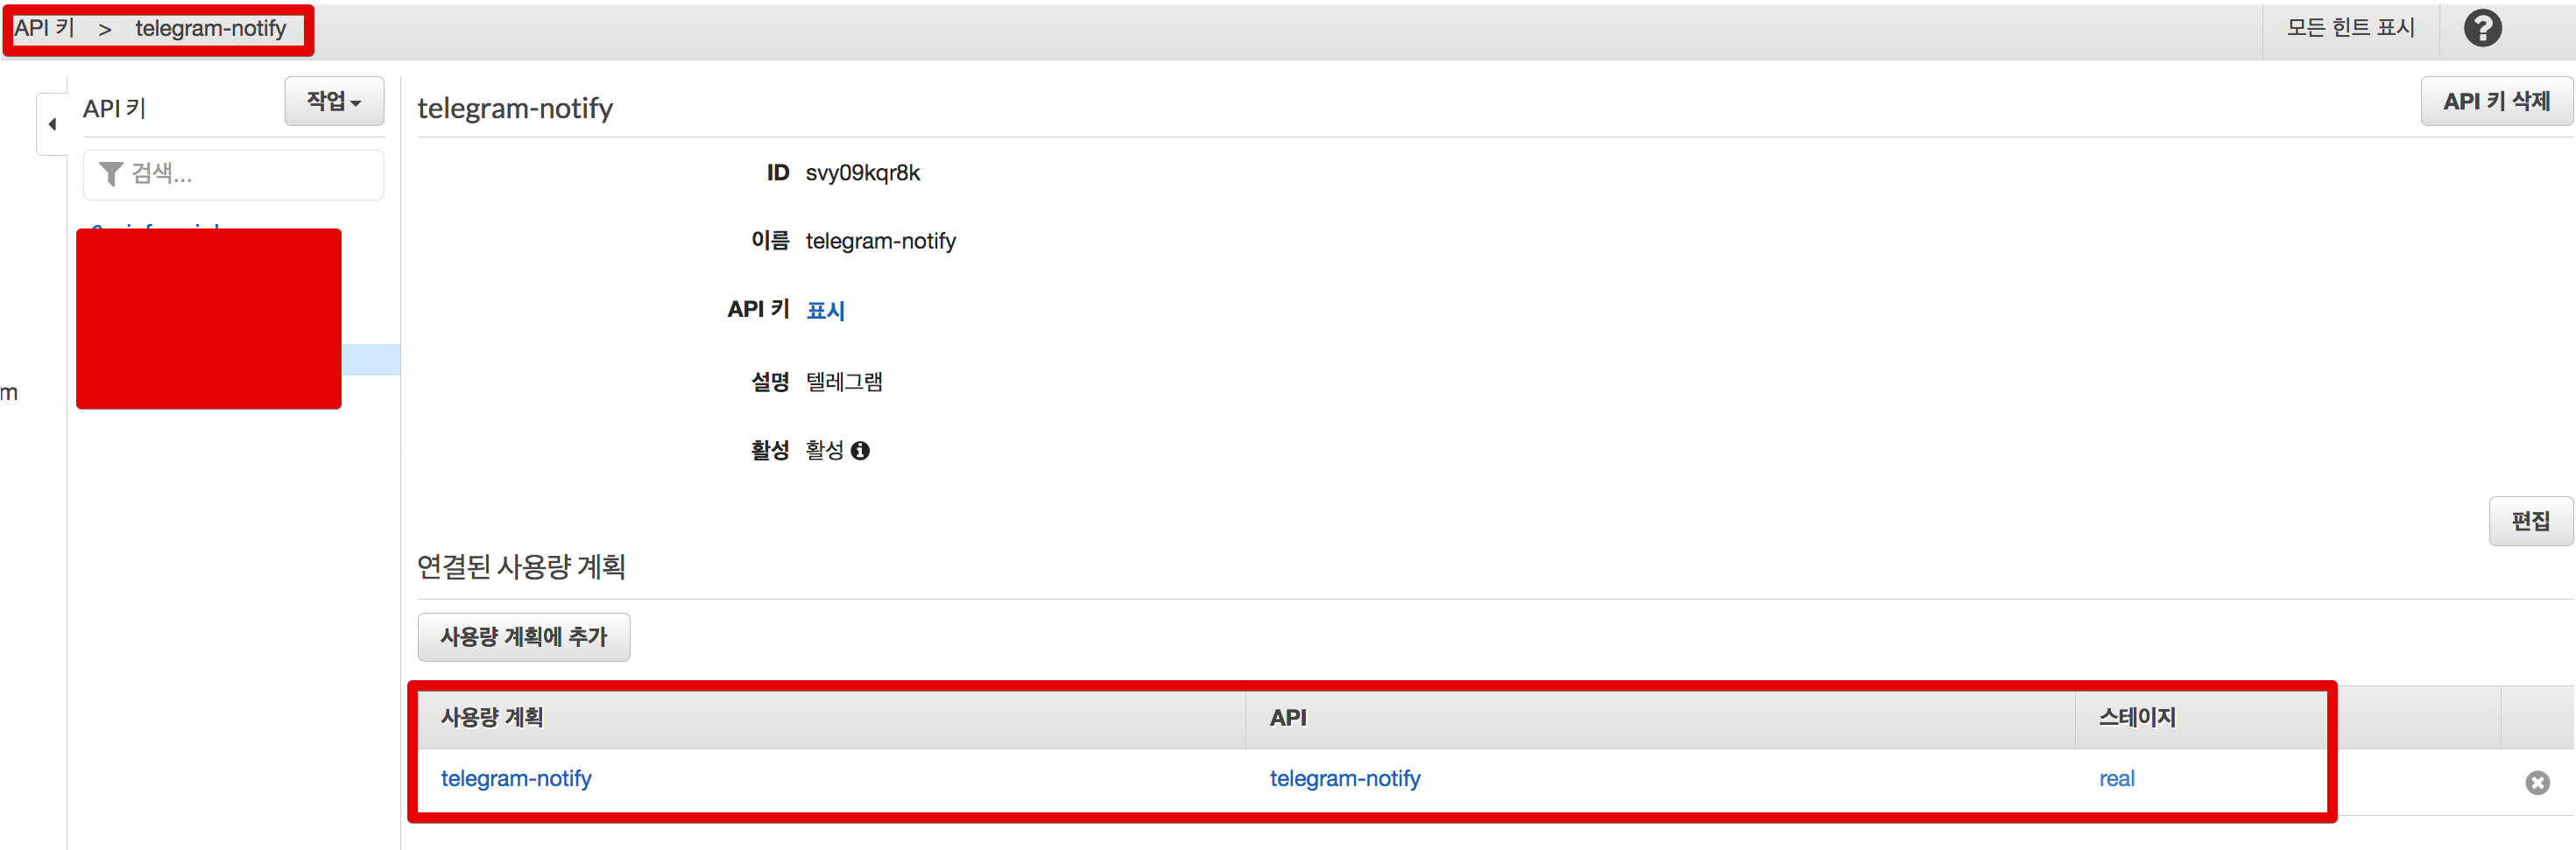 API 키 > telegram-notify
모든 힌트 표시
API 키
작업
telegram-notify
API 키 삭제
검색...
ID svy09kqr8k
이름 telegram-notify
API 키 표시
m
설명 텔레그램
활성 활성
편집
연결된 사용량 계획
사용량 계획에 추가
사용량 계획 API 스테이지
telegram-notify telegram-notify real